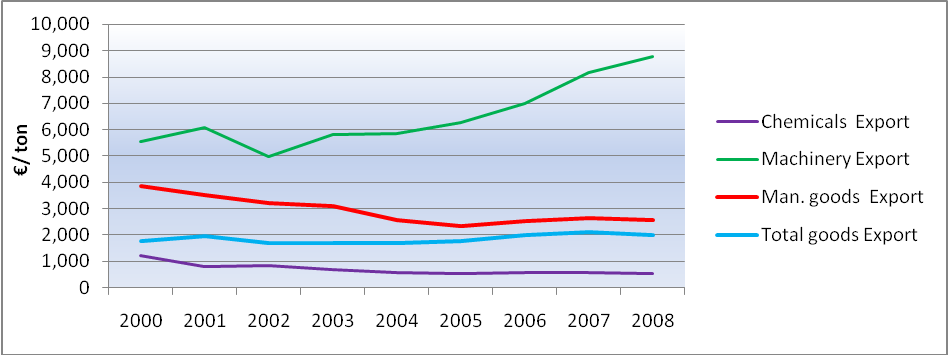 10,000
9,000
8,000
7,000
6,000
5,000
4,000
3,000
2,000
1,000
0
€/ ton
2000 2001 2002 2003 2004 2005 2006 2007 2008
Chemicals Export
Machinery Export
Man. goods Export
Total goods Export